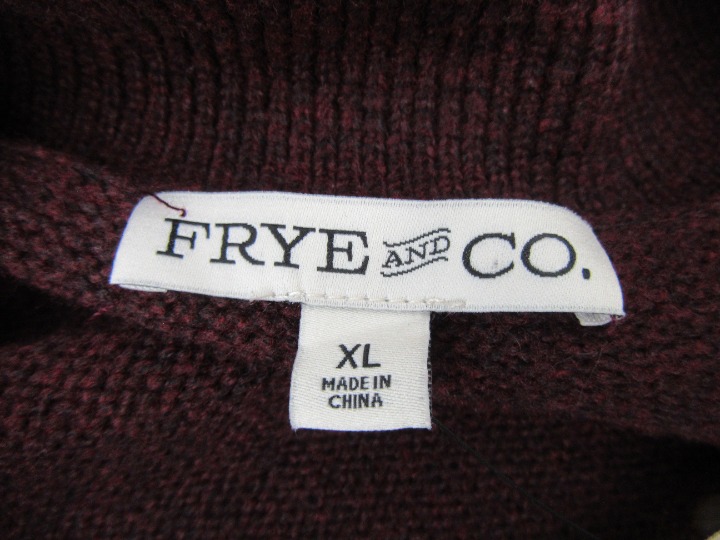 FRYE AND CO.
XL
MADE IN
CHINA